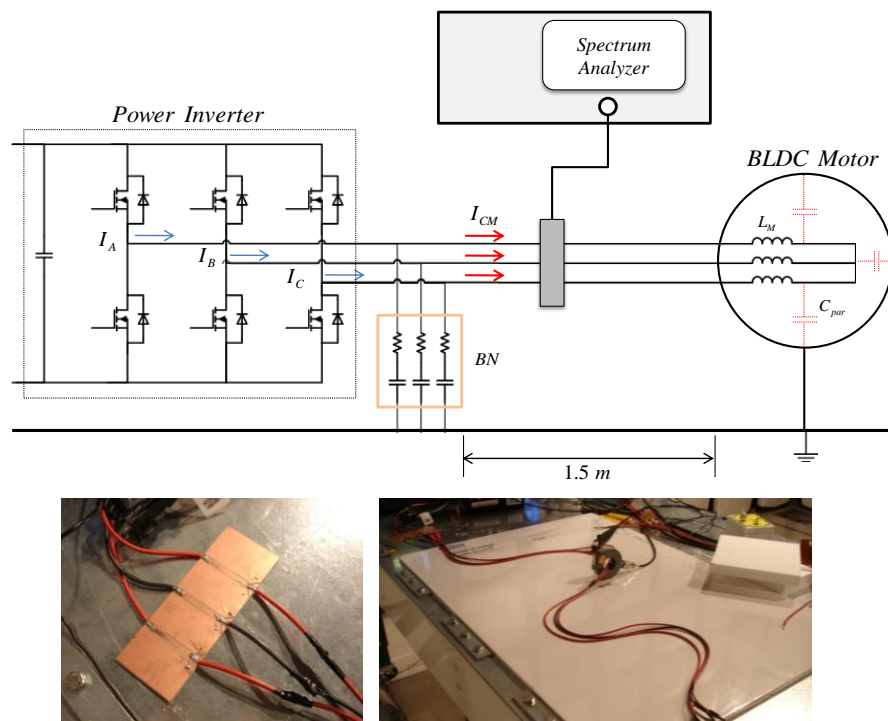 Spectrum
Analyzer
Power Inverter
BLDC Motor
I_A
I_B
I_C
I_CM
L_M
C_par
BN
1.5 m